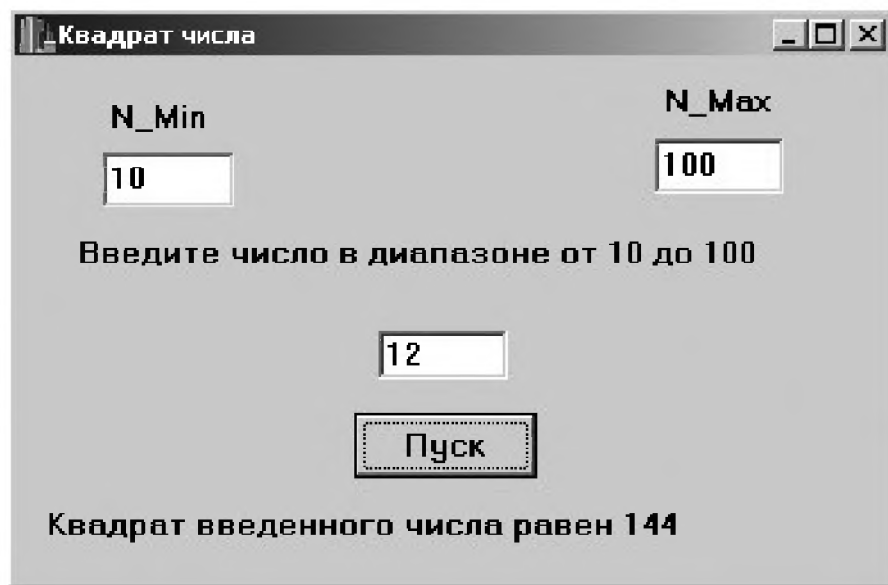 Квадрат числа
N_Min
N_Max
10
100
Введите число в диапазоне от 10 до 100
12
Пуск
Квадрат введенного числа равен 144